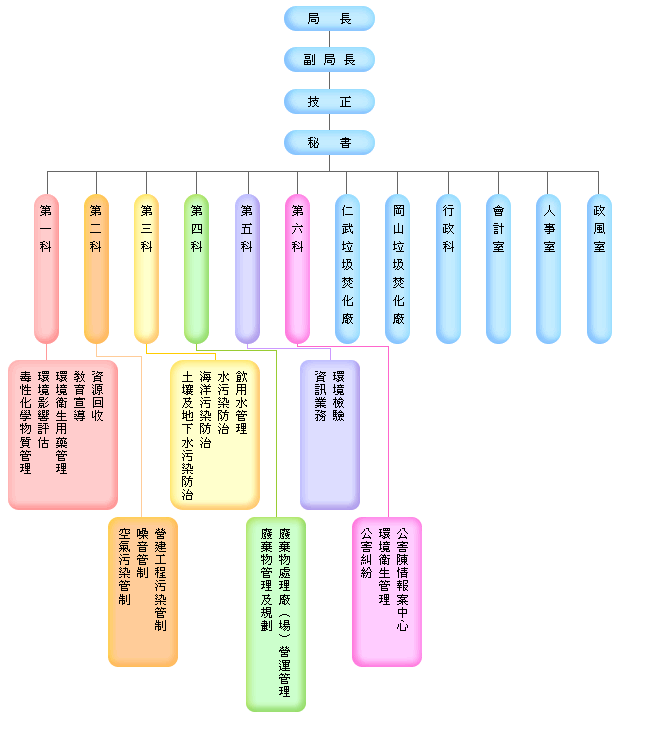 局 長
副 局 長
技 正
秘 書
第一科
第二科
第三科
第四科
第五科
第六科
仁武垃圾焚化廠
岡山垃圾焚化廠
行政科
會計室
人事室
政風室
資源回收
教育宣導
環境衛生用藥管理
環境影響評估
毒性化學物質管理
飲用水管理
水污染防治
海洋污染防治
土壤及地下水污染防治
環境檢驗
資訊業務
營建工程污染管制
噪音管制
空氣污染管制
廢棄物處理廠（場）營運管理
廢棄物管理及規劃
公害陳情報案中心
環境衛生管理
公害糾紛